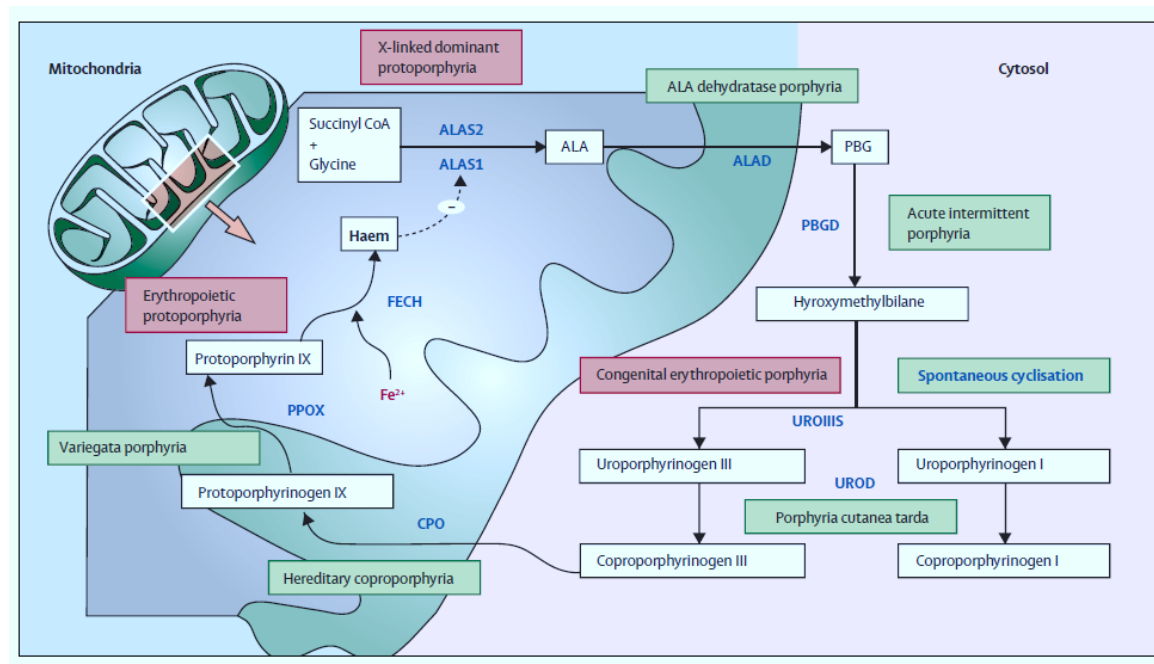 X-linked dominant
protoporphyria
Mitochondria
Cytosol
ALA dehydratase porphyria
Succinyl CoA
+
Glycine
ALAS2
ALAS1
ALA
ALAD
PBG
–
Haem
PBGD
Acute intermittent
porphyria
Erythropoietic
protoporphyria
FECH
Hyroxymethylbilane
Protoporphyrin IX
Fe²⁺
Congenital erythropoietic porphyria
Spontaneous cyclisation
PPOX
UROIIIS
Variegata porphyria
Uroporphyrinogen III
Uroporphyrinogen I
Protoporphyrinogen IX
UROD
Porphyria cutanea tarda
CPO
Coproporphyrinogen III
Coproporphyrinogen I
Hereditary coproporphyria